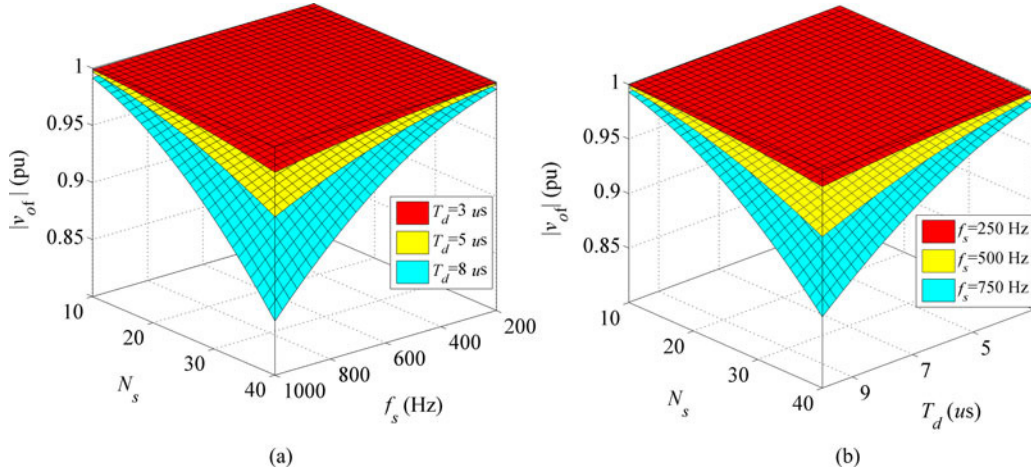 1
0.95
0.9
0.85
|v_of| (pu)
10
20
30
40
N_s
1000
800
600
400
200
f_s (Hz)
T_d=3 us
T_d=5 us
T_d=8 us
(a)
1
0.95
0.9
0.85
|v_of| (pu)
10
20
30
40
N_s
9
7
5
T_d (us)
f_s=250 Hz
f_s=500 Hz
f_s=750 Hz
(b)